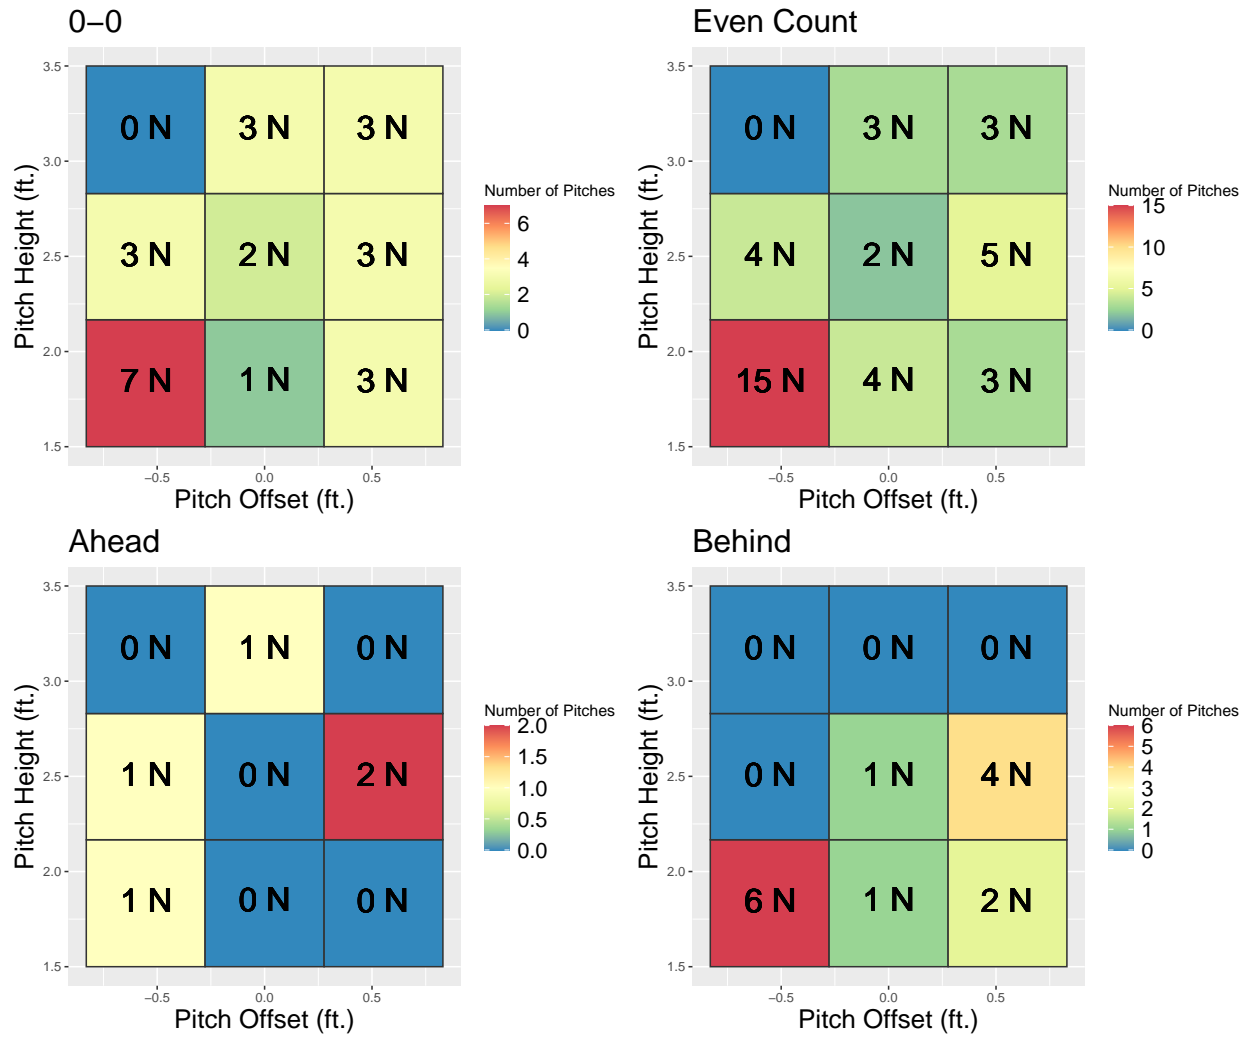 0−0
3.5
3.0
2.5
2.0
1.5
Pitch Height (ft.)
0 N 3 N 3 N
3 N 2 N 3 N
7 N 1 N 3 N
−0.5 0.0 0.5
Pitch Offset (ft.)
Number of Pitches
6
4
2
0
Even Count
3.5
3.0
2.5
2.0
1.5
Pitch Height (ft.)
0 N 3 N 3 N
4 N 2 N 5 N
15 N 4 N 3 N
−0.5 0.0 0.5
Pitch Offset (ft.)
Number of Pitches
15
10
5
0
Ahead
3.5
3.0
2.5
2.0
1.5
Pitch Height (ft.)
0 N 1 N 0 N
1 N 0 N 2 N
1 N 0 N 0 N
−0.5 0.0 0.5
Pitch Offset (ft.)
Number of Pitches
2.0
1.5
1.0
0.5
0.0
Behind
3.5
3.0
2.5
2.0
1.5
Pitch Height (ft.)
0 N 0 N 0 N
0 N 1 N 4 N
6 N 1 N 2 N
−0.5 0.0 0.5
Pitch Offset (ft.)
Number of Pitches
6
5
4
3
2
1
0